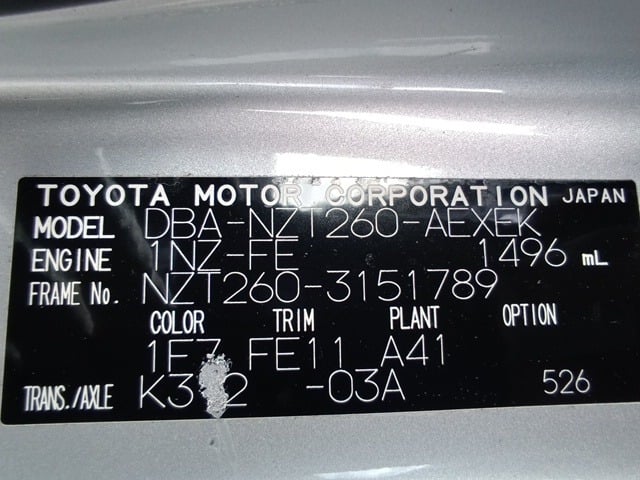 TOYOTA MOTOR CORPORATION JAPAN
MODEL DBA-NZT260-AEXEK
ENGINE 1NZ-FE 1496 mL
FRAME No. NZT260-3151789
COLOR TRIM PLANT OPTION
1F7 FE11 A41
TRANS./AXLE -03A 526